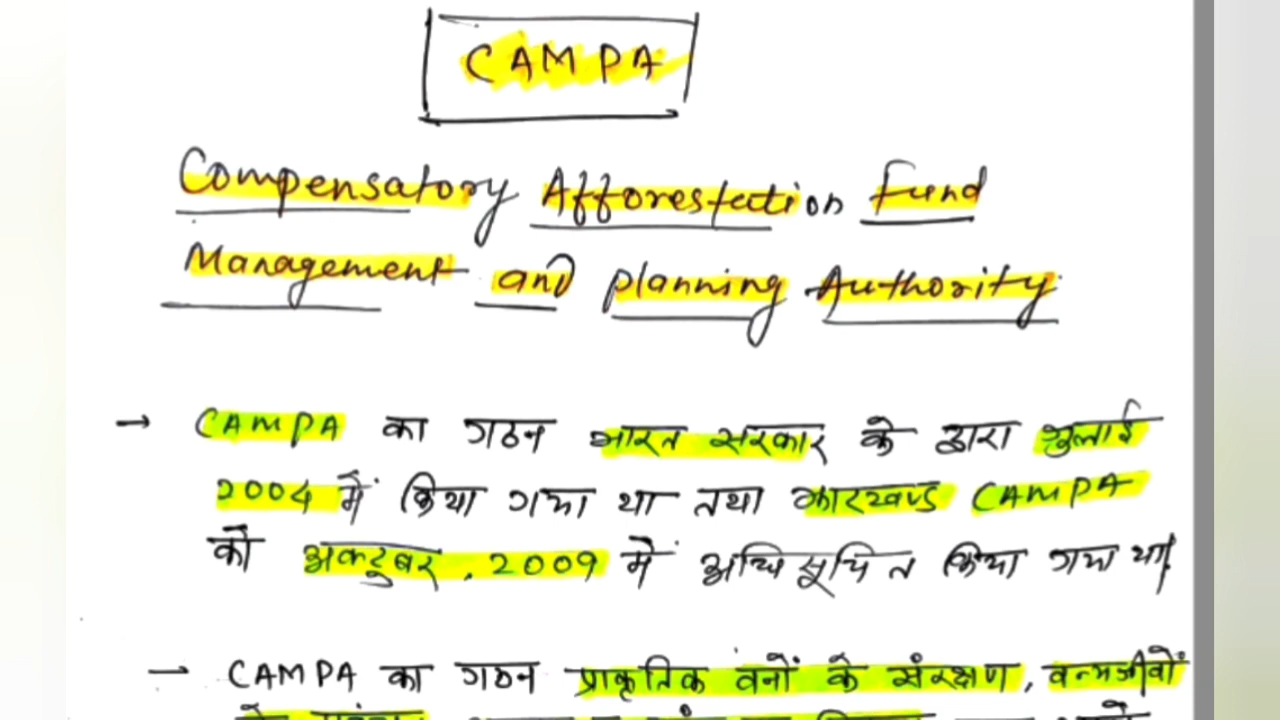 CAMPA
Compensatory Afforestation Fund
Management and planning Authority
→ CAMPA का गठन भारत सरकार के द्वारा जुलाई
2004 में किया गया था तथा झारखण्ड CAMPA
को अक्टुबर, 2009 में अधिसूचित किया गया था।
— CAMPA का गठन प्राकृतिक वनों के संरक्षण, वन्यजीवों